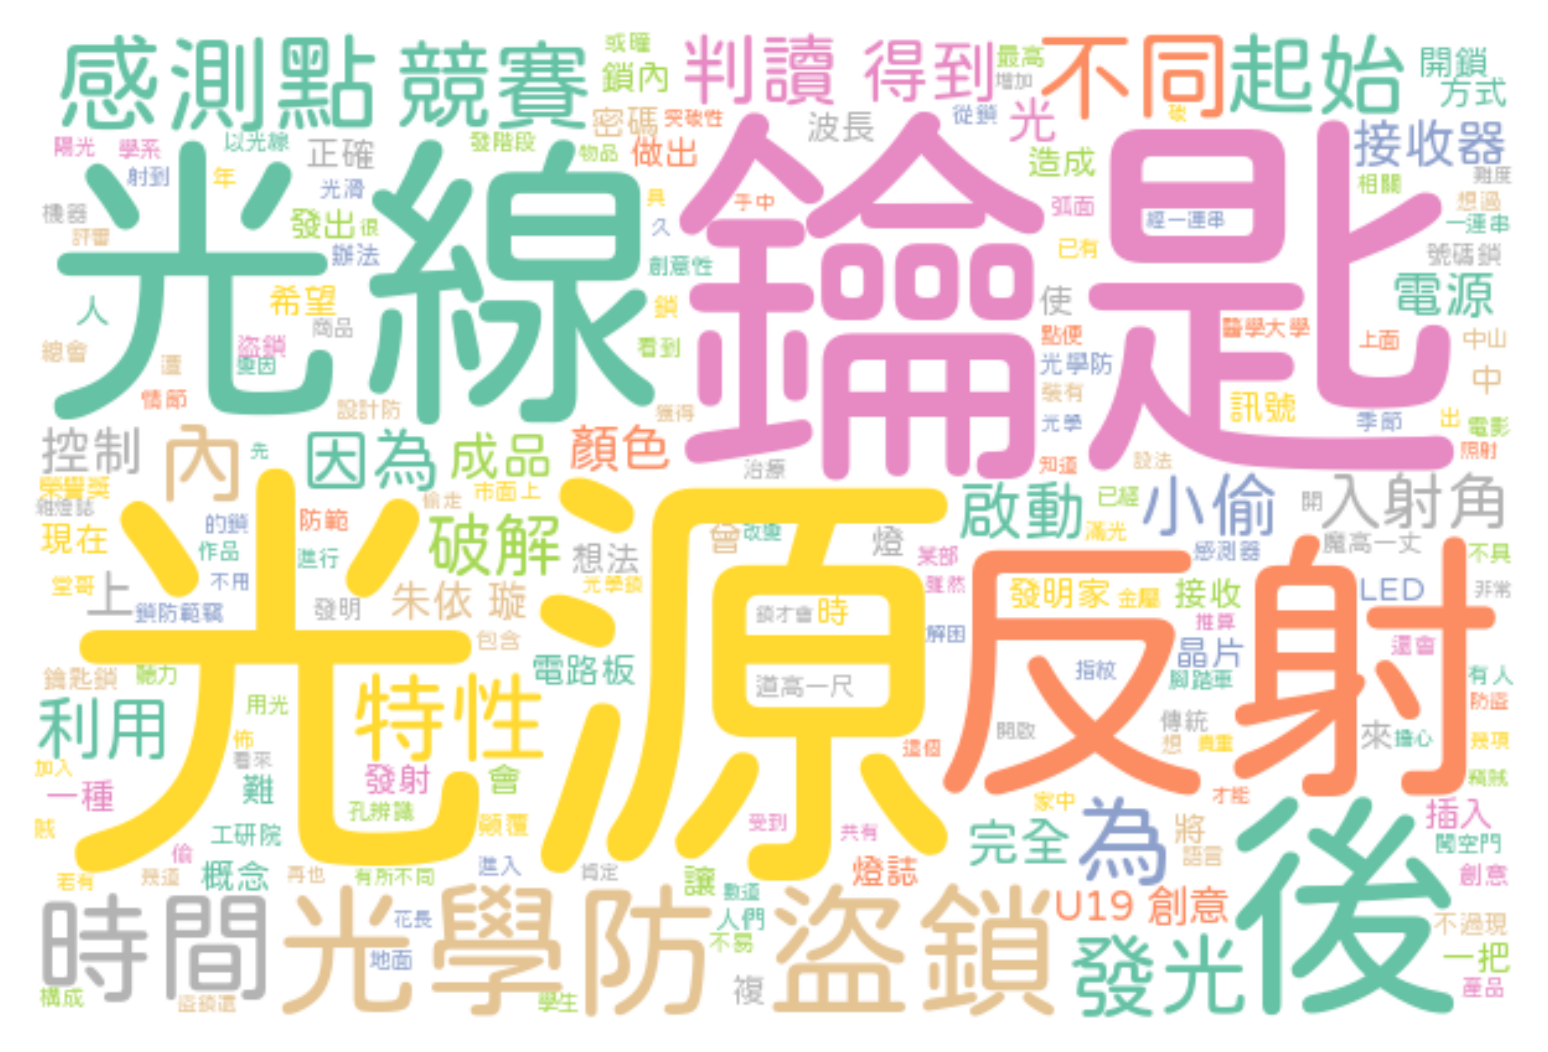 感測點 競賽 或曈 鎖內 判讀 得到 最高 增加 不同 起始 開鎖 方式
陽光 學系 以光線 正確 發階段 物品 密碼 突破性 做出 波長 從鎖 光 造成 破 接收器 相關 難度
射到 年 光滑 機器 評審 發出 很 辦法 具 久 手中 弧面 已有 經一連串 想過 一連串 號碼鎖
光線 鑰匙
人 希望 商品 創意性 鎖 使 電源
總會 盜鎖 還因 看到 點便 醫學大學 上面 中山
情節 設計防 獲得 光學防 裝有 光學 訊號 季節 中 出 電影
控制 內 先 因為 成品 顏色 治療 知道 設法 照射
榮譽獎 偷走 市面上 啟動 已經 小偷 開 入射角
現在 的鎖 防範 破解 想法 曾 改變 燈 某部 滿光 感測器 魔高一丈 不具
作品 進行 光學鎖 雖然
堂哥 上 不用 鎖防範竊 發明 朱依 璇 鎖才會 時 發明家 金屬 接收 LED 非常
光源 反射
包含 解困 推算 晶片 還會
鑰匙鎖 聽力 電路板 道高一尺 指紋 腳踏車 有人
利用 用光 特性 開啟 傳統 防盜
佈 看來 這個 想 貴重 來 擔心 幾項
加入 一種 難 發射 會 竊賊
孔辨識 家中 才能
賊 工研院 顛覆 受到 共有 完全 為 將 語言 後 插入 闖空門
偷 概念 再也 有所不同 進入 肯定 讓 數道 燈誌 創意
若有 幾道
時間 光學防盜鎖 花長 人們 U19 創意 不過現
地面 不易 發光 一把
構成 學生 複 產品